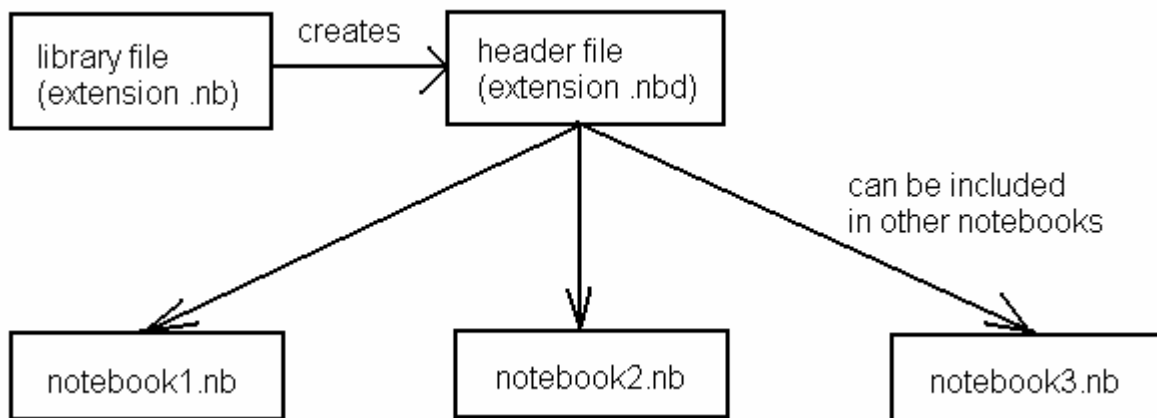 library file
(extension .nb)
creates
header file
(extension .nbd)
can be included
in other notebooks
notebook1.nb
notebook2.nb
notebook3.nb